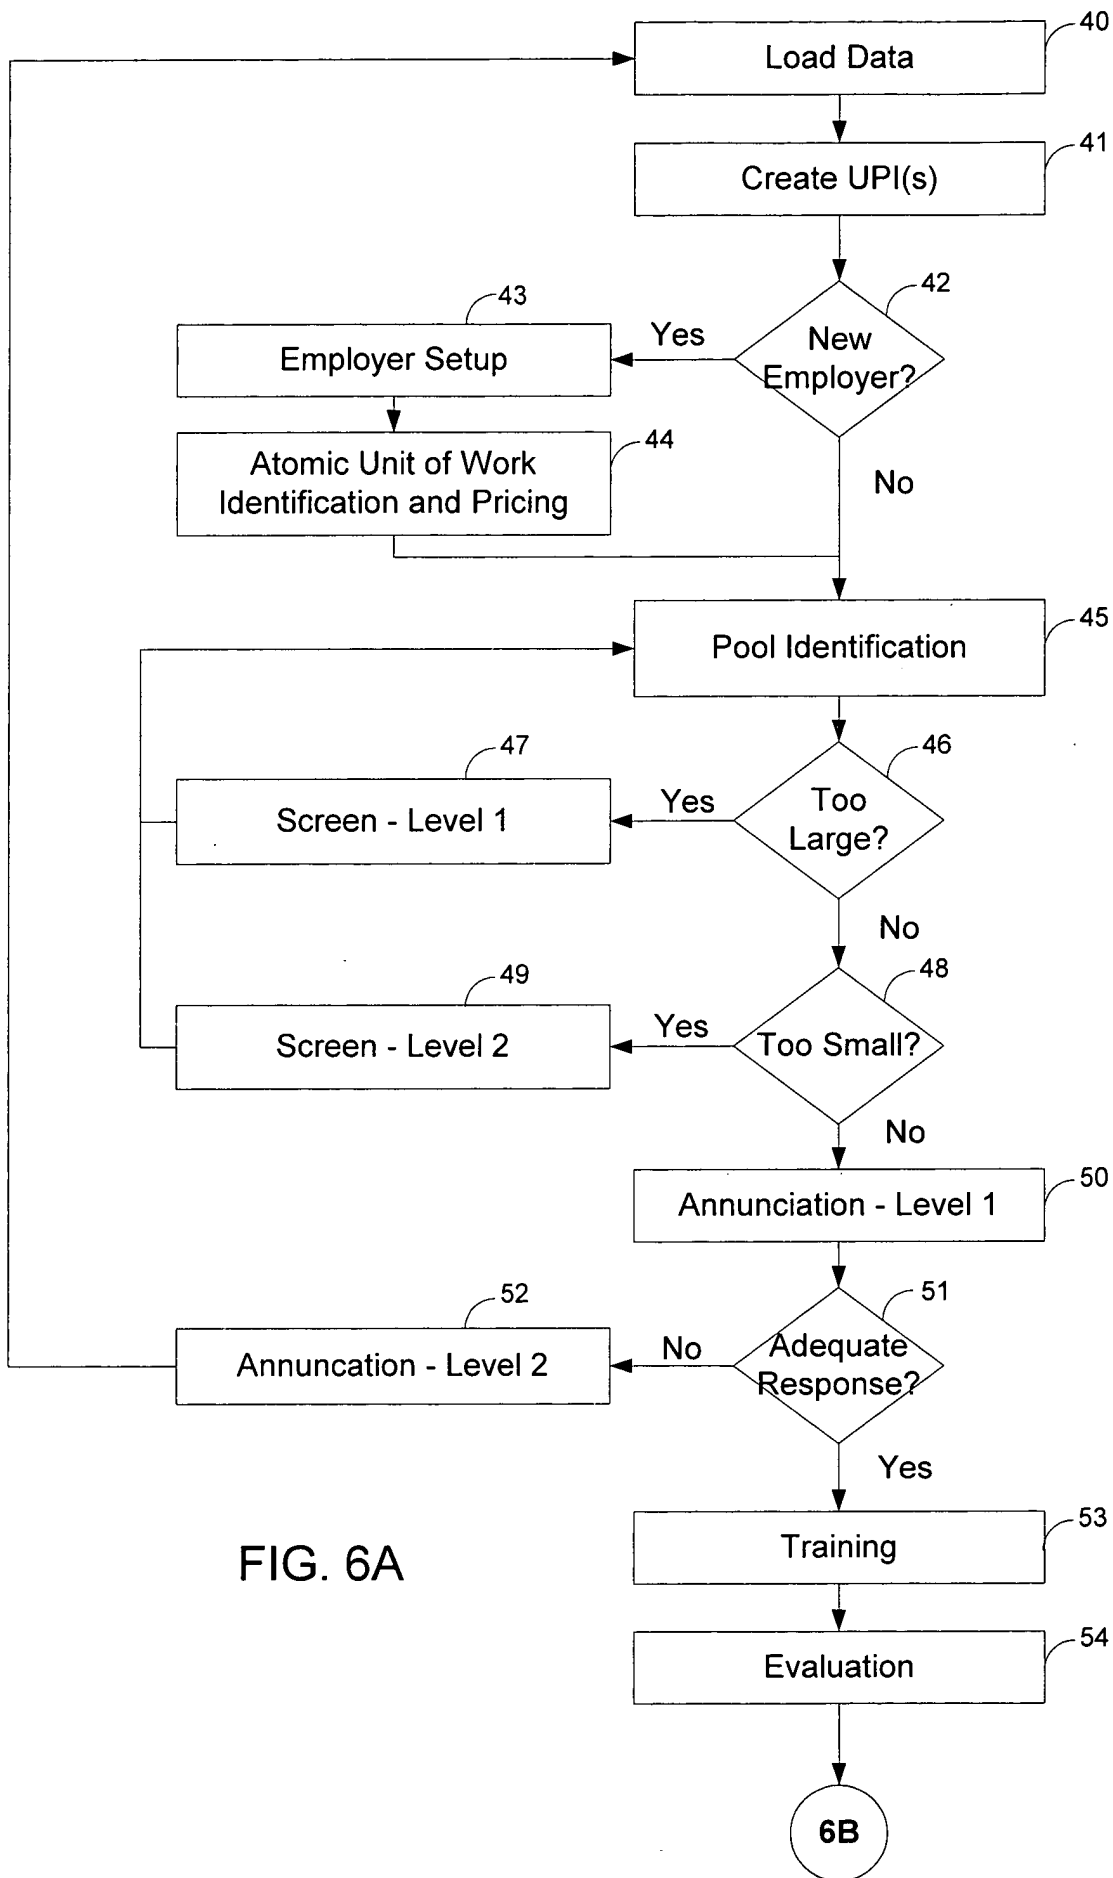 40
Load Data
41
Create UPI(s)
42
New
Employer?
Yes
43
Employer Setup
44
Atomic Unit of Work
Identification and Pricing
No
45
Pool Identification
46
Too
Large?
Yes
47
Screen - Level 1
No
48
Too Small?
Yes
49
Screen - Level 2
No
50
Annunciation - Level 1
51
Adequate
Response?
No
52
Annuncation - Level 2
Yes
53
Training
54
Evaluation
6B
FIG. 6A